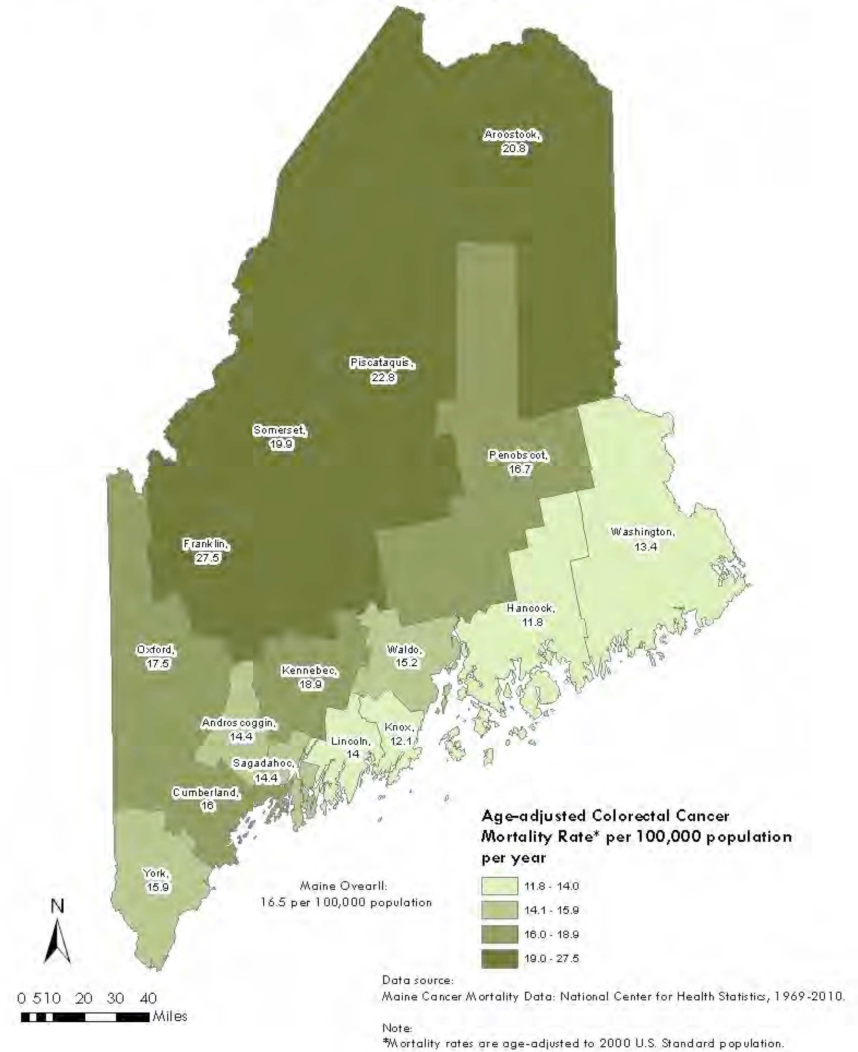 Aroostook,
20.8
Piscataquis,
22.8
Somerset,
19.9
Penobscot,
16.7
Washington,
13.4
Franklin,
27.5
Hancock,
11.8
Oxford,
17.5
Waldo,
15.2
Kennebec,
18.9
Androscoggin,
14.4
Knox,
12.1
Lincoln,
14
Sagadahoc,
14.4
Cumberland,
16
York,
15.9
Maine Ovearll:
16.5 per 100,000 population
Age-adjusted Colorectal Cancer
Mortality Rate* per 100,000 population
per year
11.8 - 14.0
14.1 - 15.9
16.0 - 18.9
19.0 - 27.5
N
0 5 10 20 30 40
Miles
Data source:
Maine Cancer Mortality Data: National Center for Health Statistics, 1969-2010.
Note:
*Mortality rates are age-adjusted to 2000 U.S. Standard population.